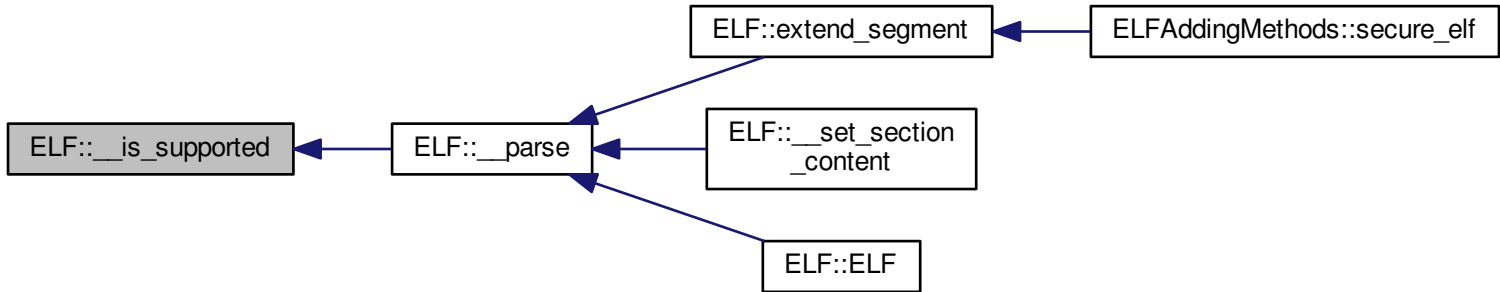 ELF::extend_segment
ELFAddingMethods::secure_elf
ELF::__is_supported
ELF::__parse
ELF::__set_section
_content
ELF::ELF